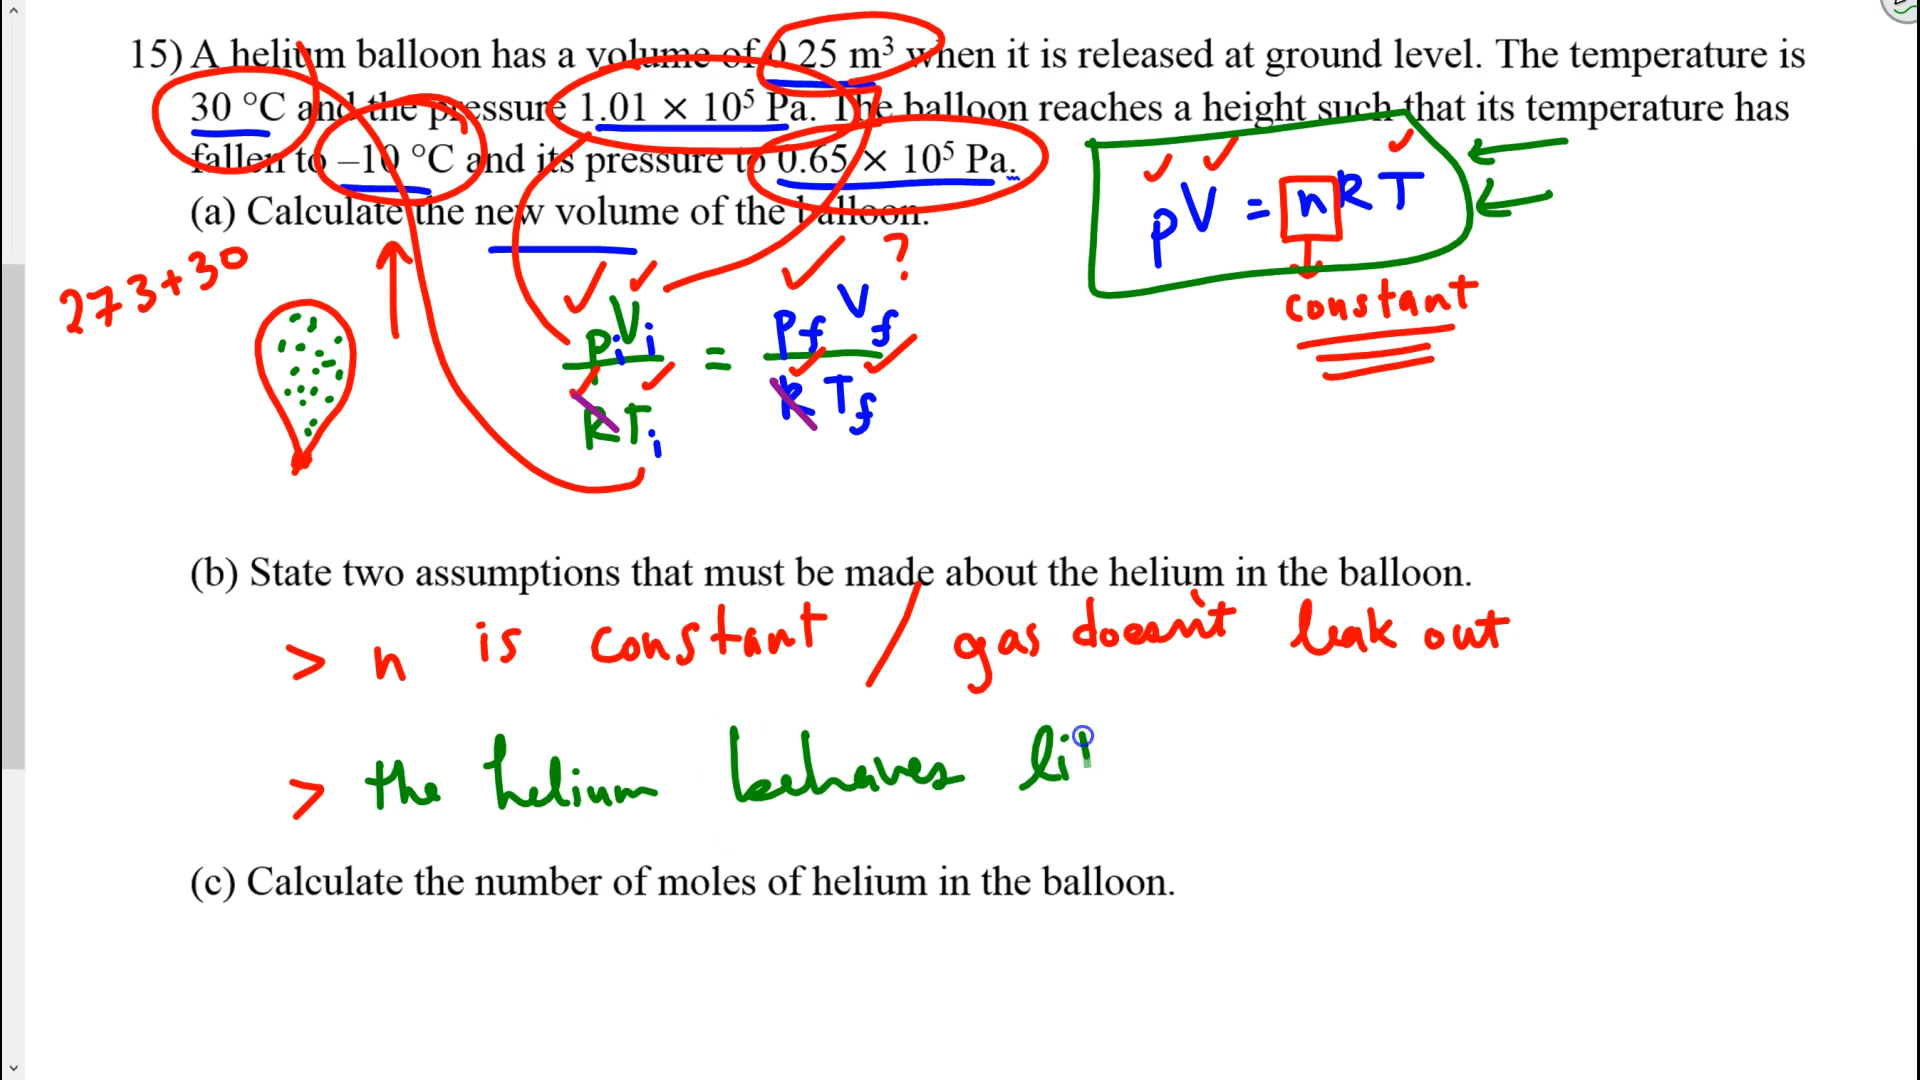 15) A helium balloon has a volume of 0.25 m³ when it is released at ground level. The temperature is
30 °C and the pressure 1.01 × 10⁵ Pa. The balloon reaches a height such that its temperature has
fallen to –10 °C and its pressure to 0.65 × 10⁵ Pa.
(a) Calculate the new volume of the balloon.
pV = nRT
constant
273+30
?
pᵢVᵢ / RTᵢ = P_f V_f / RT_f
(b) State two assumptions that must be made about the helium in the balloon.
> n is constant / gas doesn't leak out
> the helium behaves li
(c) Calculate the number of moles of helium in the balloon.